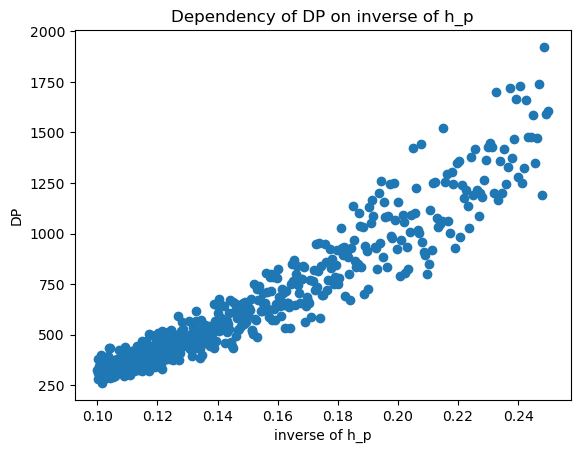 Dependency of DP on inverse of h_p
2000
1750
1500
1250
1000
750
500
250
DP
0.10 0.12 0.14 0.16 0.18 0.20 0.22 0.24
inverse of h_p